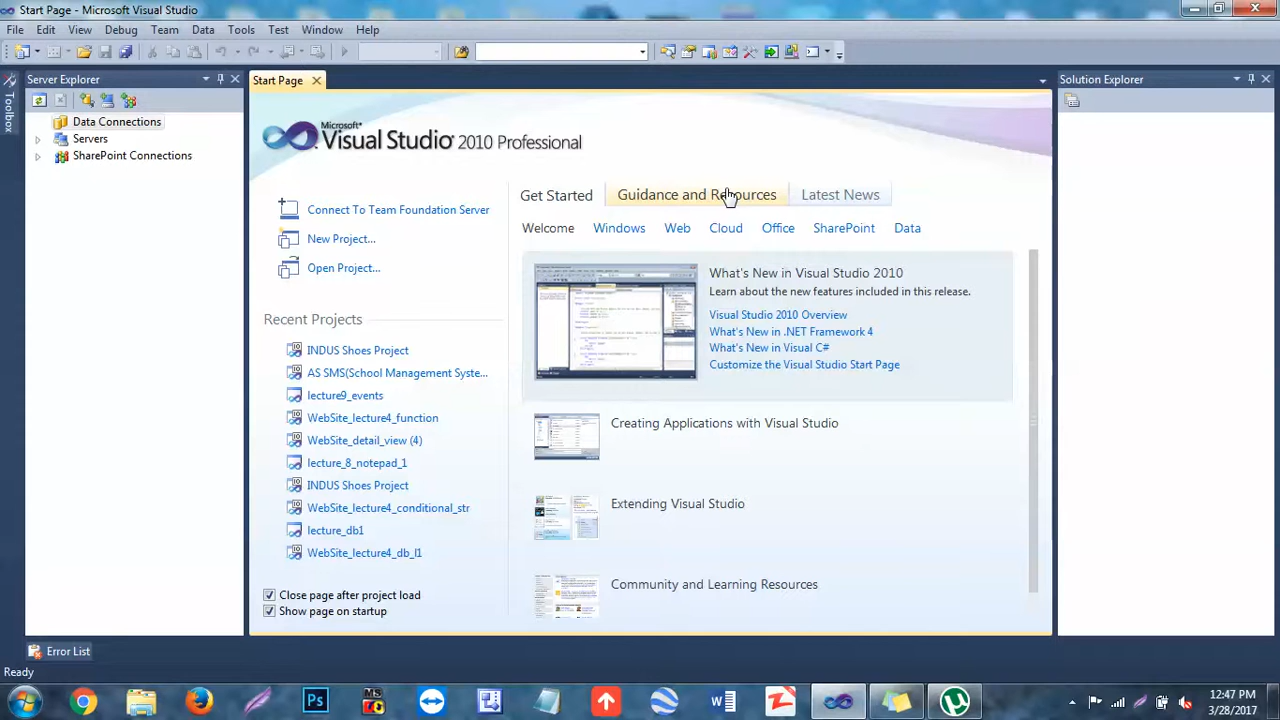 Start Page - Microsoft Visual Studio
File Edit View Debug Team Data Tools Test Window Help
Server Explorer
Start Page
Solution Explorer
Toolbox
Data Connections
Servers
SharePoint Connections
Microsoft
Visual Studio 2010 Professional
Get Started Guidance and Resources Latest News
Connect To Team Foundation Server
New Project...
Open Project...
Welcome Windows Web Cloud Office SharePoint Data
Recent Projects
INDUS Shoes Project
AS SMS(School Management Syste...
lecture9_events
WebSite_lecture4_function
WebSite_detail_view (4)
lecture_8_notepad_1
INDUS Shoes Project
WebSite_lecture4_conditional_str
lecture_db1
WebSite_lecture4_db_l1
Close page after project load
Show page on startup
What's New in Visual Studio 2010
Learn about the new features included in this release.
Visual Studio 2010 Overview
What's New in .NET Framework 4
What's New in Visual C#
Customize the Visual Studio Start Page
Creating Applications with Visual Studio
Extending Visual Studio
Community and Learning Resources
Error List
Ready
Ps
MS
W
12:47 PM
3/28/2017